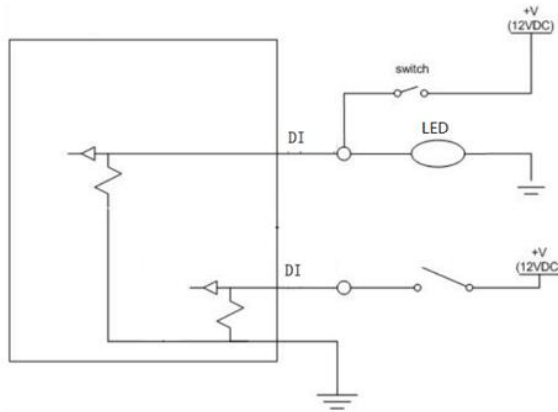 +V
(12VDC)
switch
DI
LED
DI
+V
(12VDC